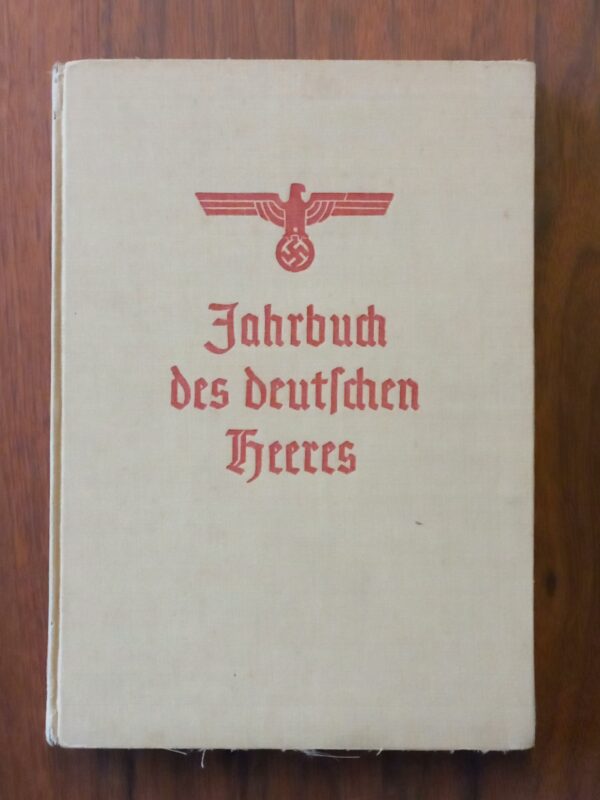 Jahrbuch
des deutſchen
Heeres